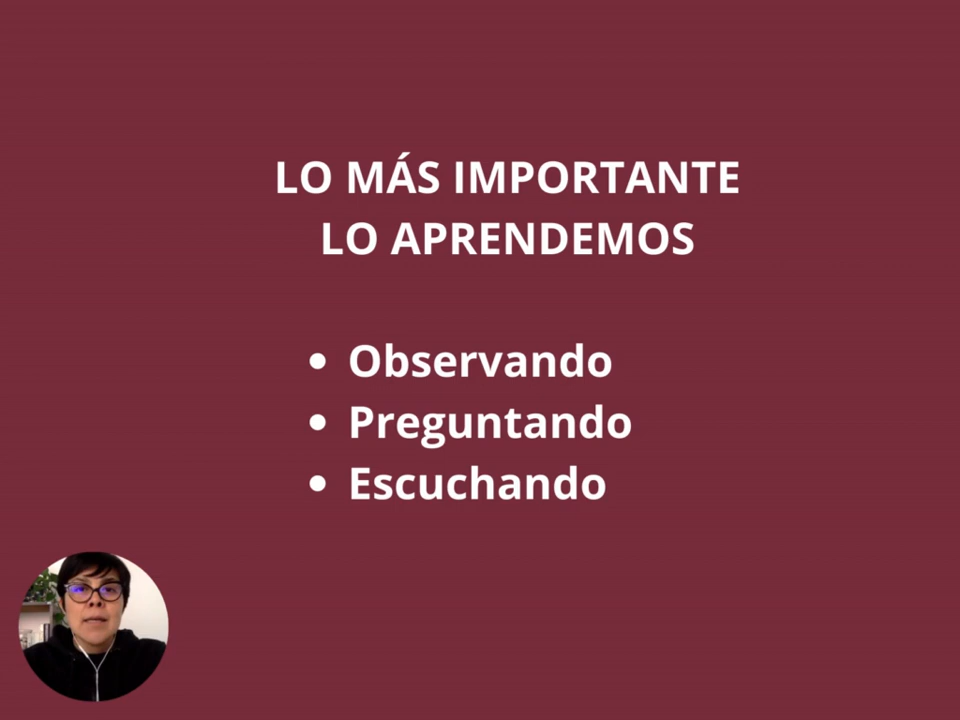 LO MÁS IMPORTANTE
LO APRENDEMOS
• Observando
• Preguntando
• Escuchando